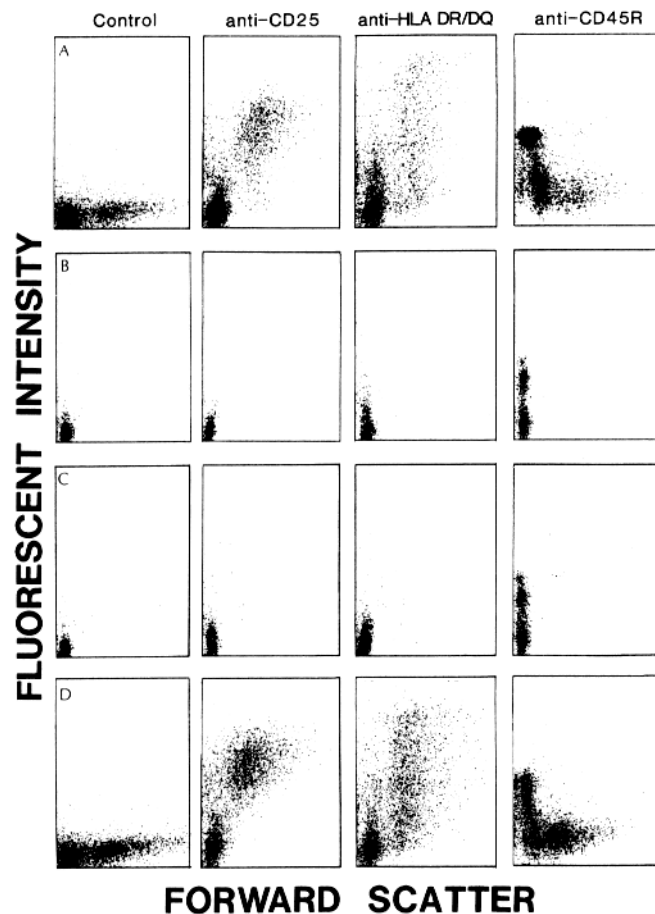 Control anti-CD25 anti-HLA DR/DQ anti-CD45R
A
B
C
D
FLUORESCENT INTENSITY
FORWARD SCATTER